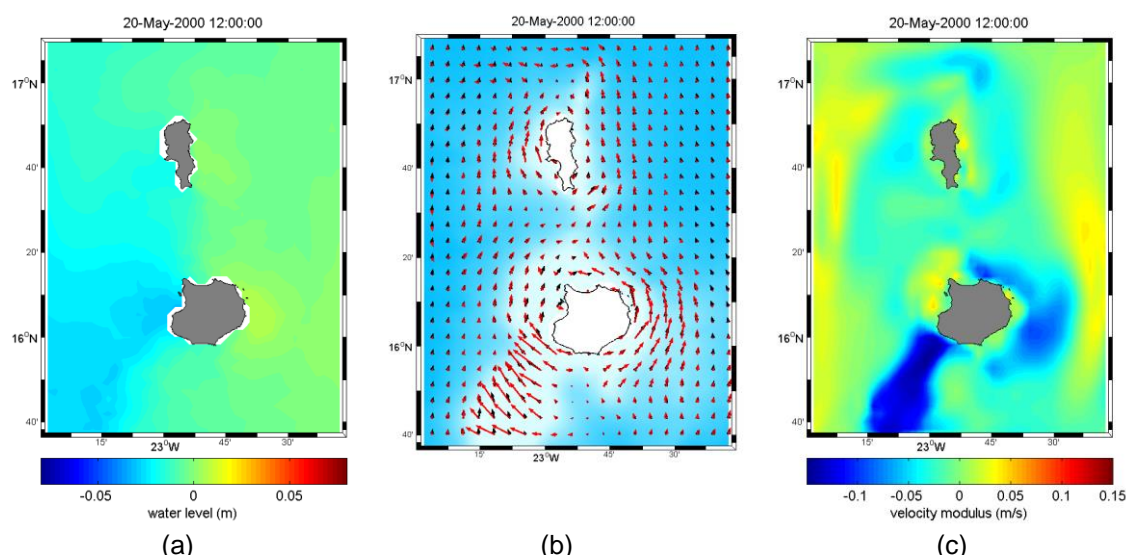 20-May-2000 12:00:00
17°N
40'
20'
16°N
40'
15'
23°W
45'
30'
-0.05
0
0.05
water level (m)
(a)
20-May-2000 12:00:00
17°N
40'
20'
16°N
40'
15'
23°W
45'
30'
(b)
20-May-2000 12:00:00
17°N
40'
20'
16°N
40'
15'
23°W
45'
30'
-0.1
-0.05
0
0.05
0.1
0.15
velocity modulus (m/s)
(c)